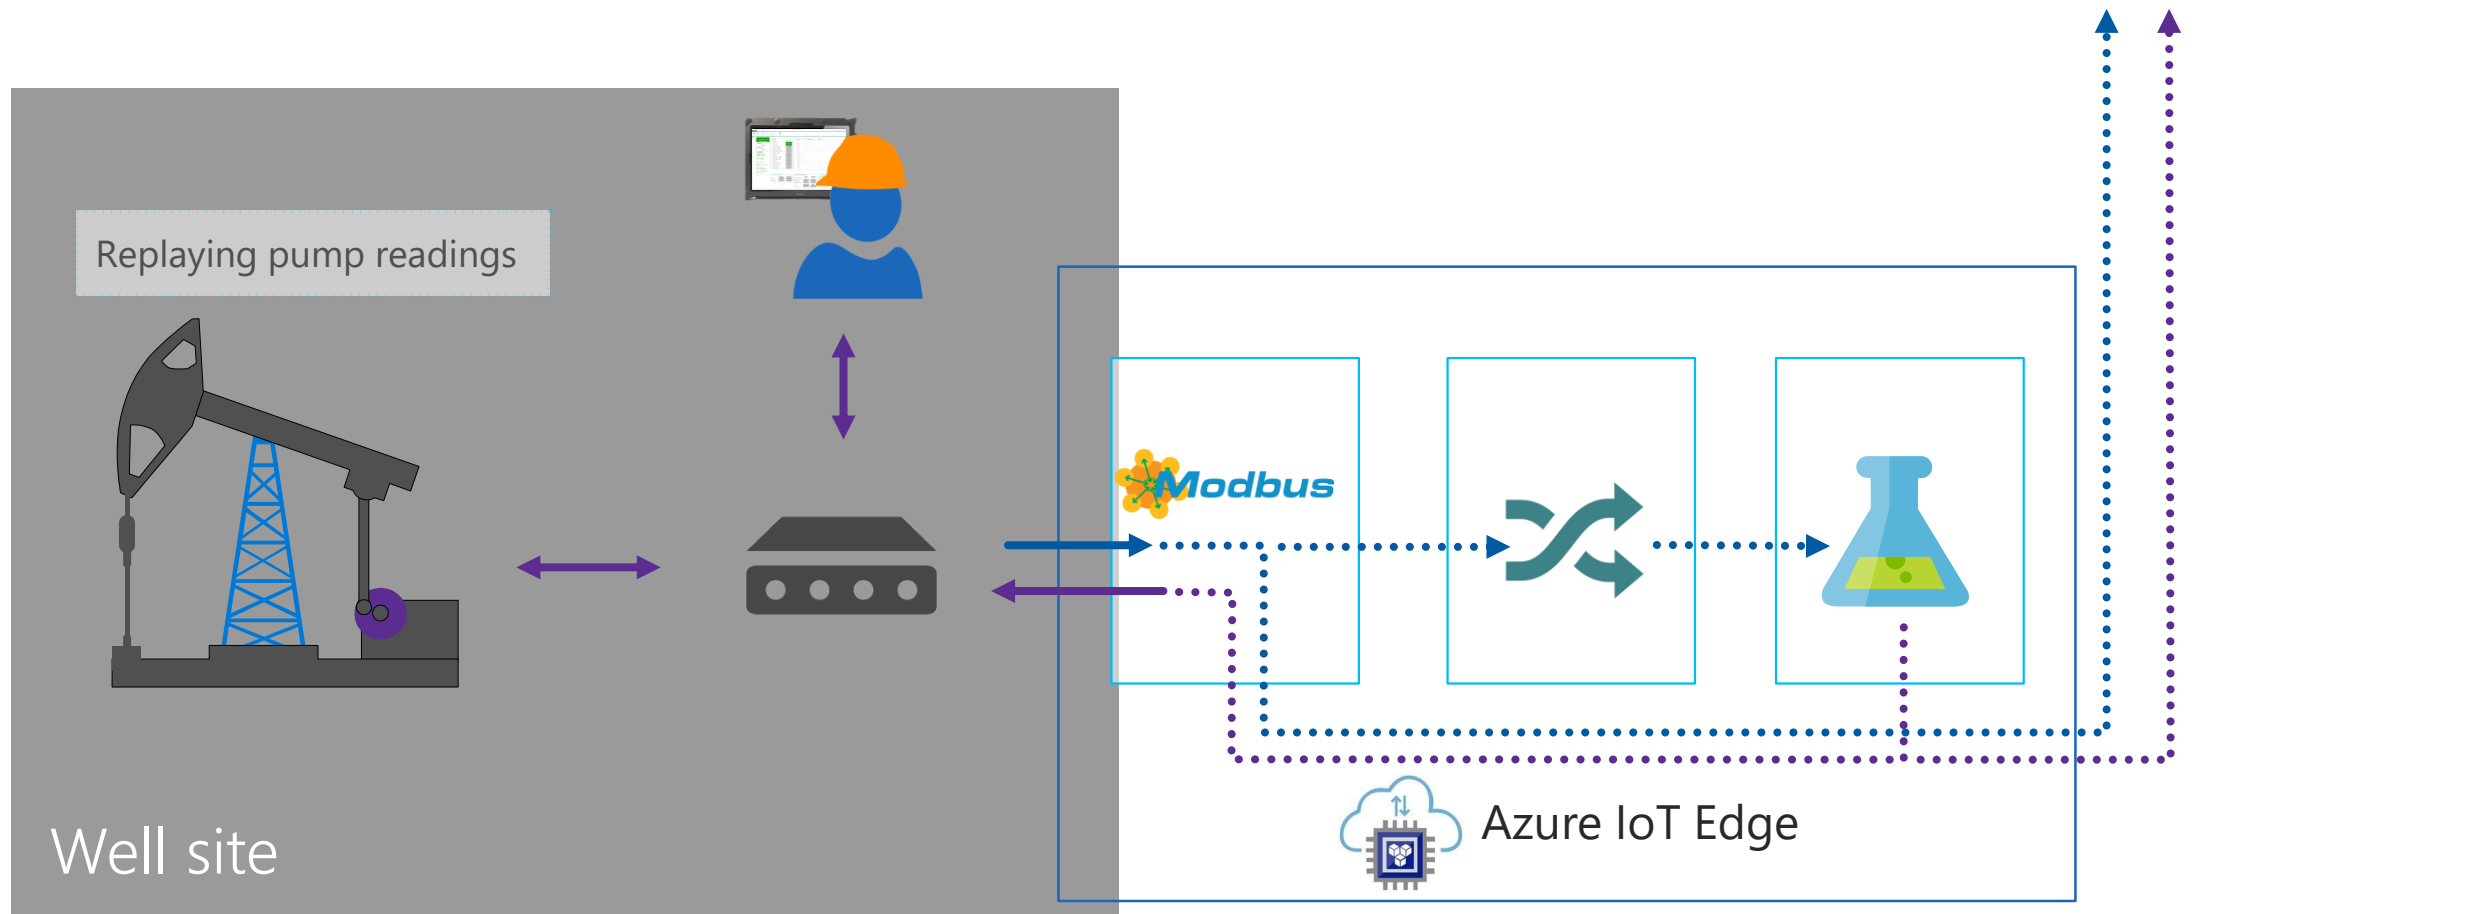 Replaying pump readings
Modbus
Azure IoT Edge
Well site